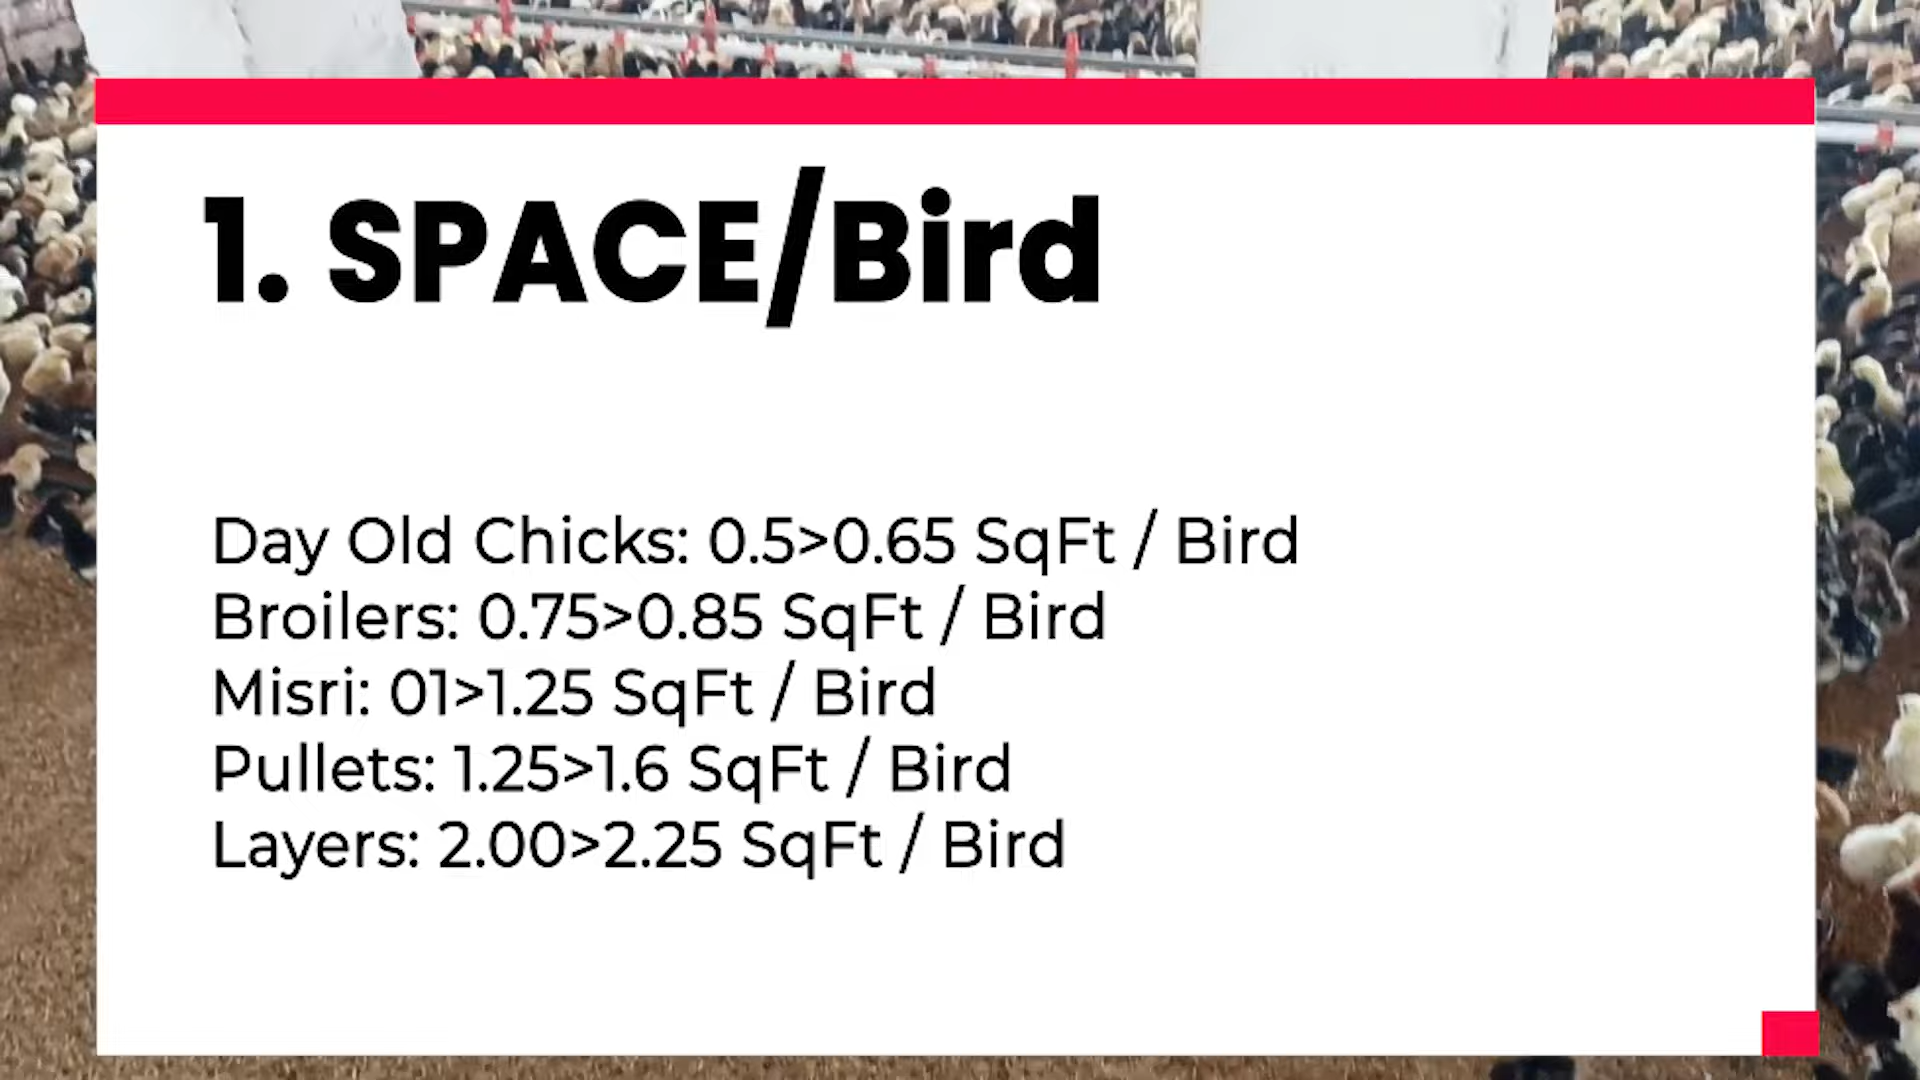 1. SPACE/Bird
Day Old Chicks: 0.5>0.65 SqFt / Bird
Broilers: 0.75>0.85 SqFt / Bird
Misri: 01>1.25 SqFt / Bird
Pullets: 1.25>1.6 SqFt / Bird
Layers: 2.00>2.25 SqFt / Bird